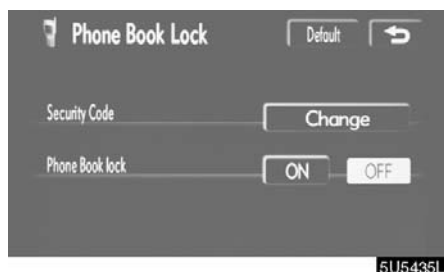 Phone Book Lock Default
Security Code Change
Phone Book lock ON OFF
5U5435I